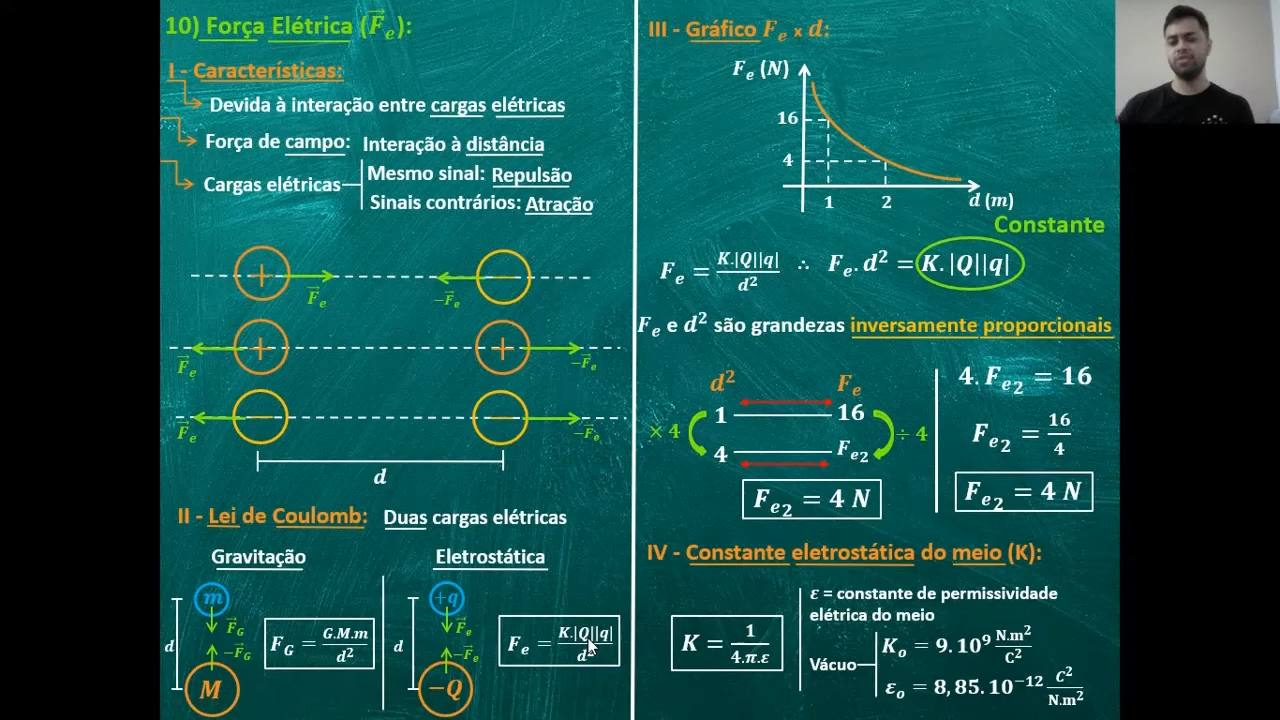 10) Força Elétrica (F⃗e):
I - Características:
Devida à interação entre cargas elétricas
Força de campo: Interação à distância
Cargas elétricas
Mesmo sinal: Repulsão
Sinais contrários: Atração
+
−
F⃗e
−F⃗e
+
+
F⃗e
−F⃗e
−
−
F⃗e
−F⃗e
d
II - Lei de Coulomb: Duas cargas elétricas
Gravitação
m
d
F⃗G
−F⃗G
M
FG = G.M.m/d²
Eletrostática
+q
d
F⃗e
−F⃗e
−Q
Fe = K.|Q||q|/d²
III - Gráfico Fe x d:
Fe (N)
16
4
1 2 d (m)
Constante
Fe = K.|Q||q|/d² ∴ Fe.d² = K.|Q||q|
Fe e d² são grandezas inversamente proporcionais
d² Fe
1 16
× 4 ÷ 4
4 Fe2
Fe2 = 4 N
4.Fe2 = 16
Fe2 = 16/4
Fe2 = 4 N
IV - Constante eletrostática do meio (K):
K = 1/4.π.ε
ε = constante de permissividade
elétrica do meio
Vácuo
Ko = 9.10⁹ N.m²/C²
εo = 8,85.10⁻¹² C²/N.m²